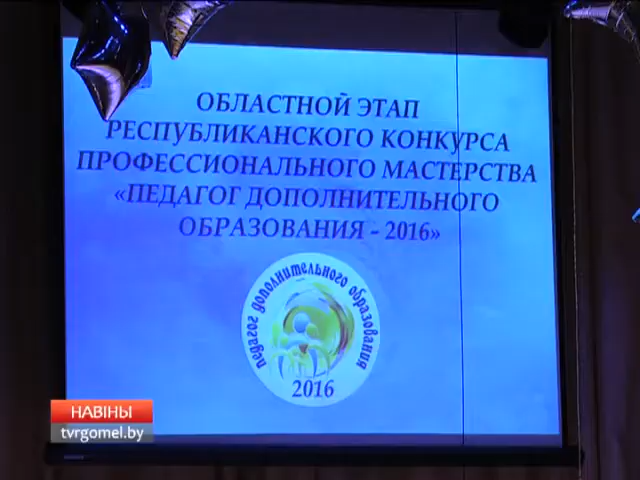 ОБЛАСТНОЙ ЭТАП
РЕСПУБЛИКАНСКОГО КОНКУРСА
ПРОФЕССИОНАЛЬНОГО МАСТЕРСТВА
«ПЕДАГОГ ДОПОЛНИТЕЛЬНОГО
ОБРАЗОВАНИЯ - 2016»
педагог дополнительного образования
2016
НАВІНЫ
tvrgomel.by